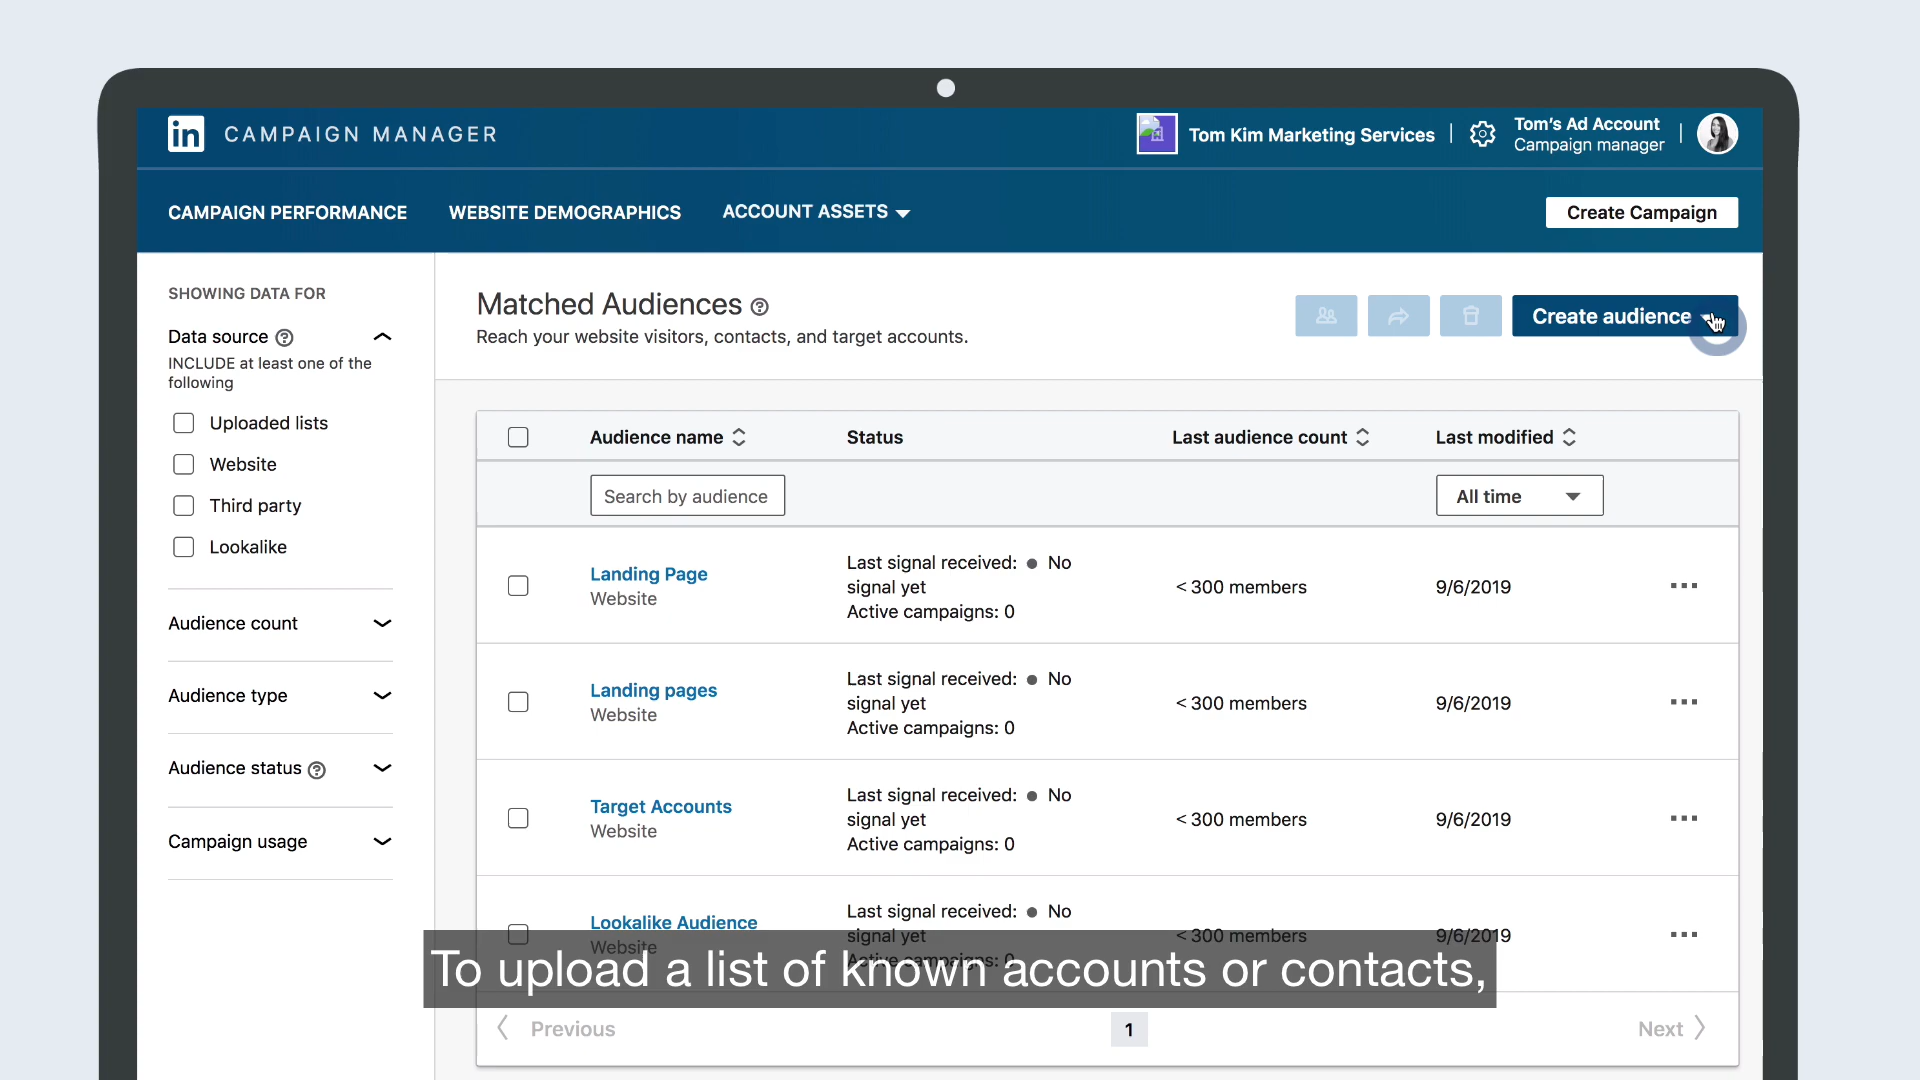 in CAMPAIGN MANAGER
Tom Kim Marketing Services
Tom's Ad Account
Campaign manager
CAMPAIGN PERFORMANCE
WEBSITE DEMOGRAPHICS
ACCOUNT ASSETS
Create Campaign
SHOWING DATA FOR
Data source ?
INCLUDE at least one of the
following
Uploaded lists
Website
Third party
Lookalike
Audience count
Audience type
Audience status ?
Campaign usage
Matched Audiences ?
Reach your website visitors, contacts, and target accounts.
Create audience
Audience name
Status
Last audience count
Last modified
Search by audience
All time
Landing Page
Website
Last signal received: ● No
signal yet
Active campaigns: 0
< 300 members
9/6/2019
Landing pages
Website
Last signal received: ● No
signal yet
Active campaigns: 0
< 300 members
9/6/2019
Target Accounts
Website
Last signal received: ● No
signal yet
Active campaigns: 0
< 300 members
9/6/2019
Lookalike Audience
Website
Last signal received: ● No
signal yet
Active campaigns: 0
< 300 members
9/6/2019
To upload a list of known accounts or contacts,
Previous
1
Next